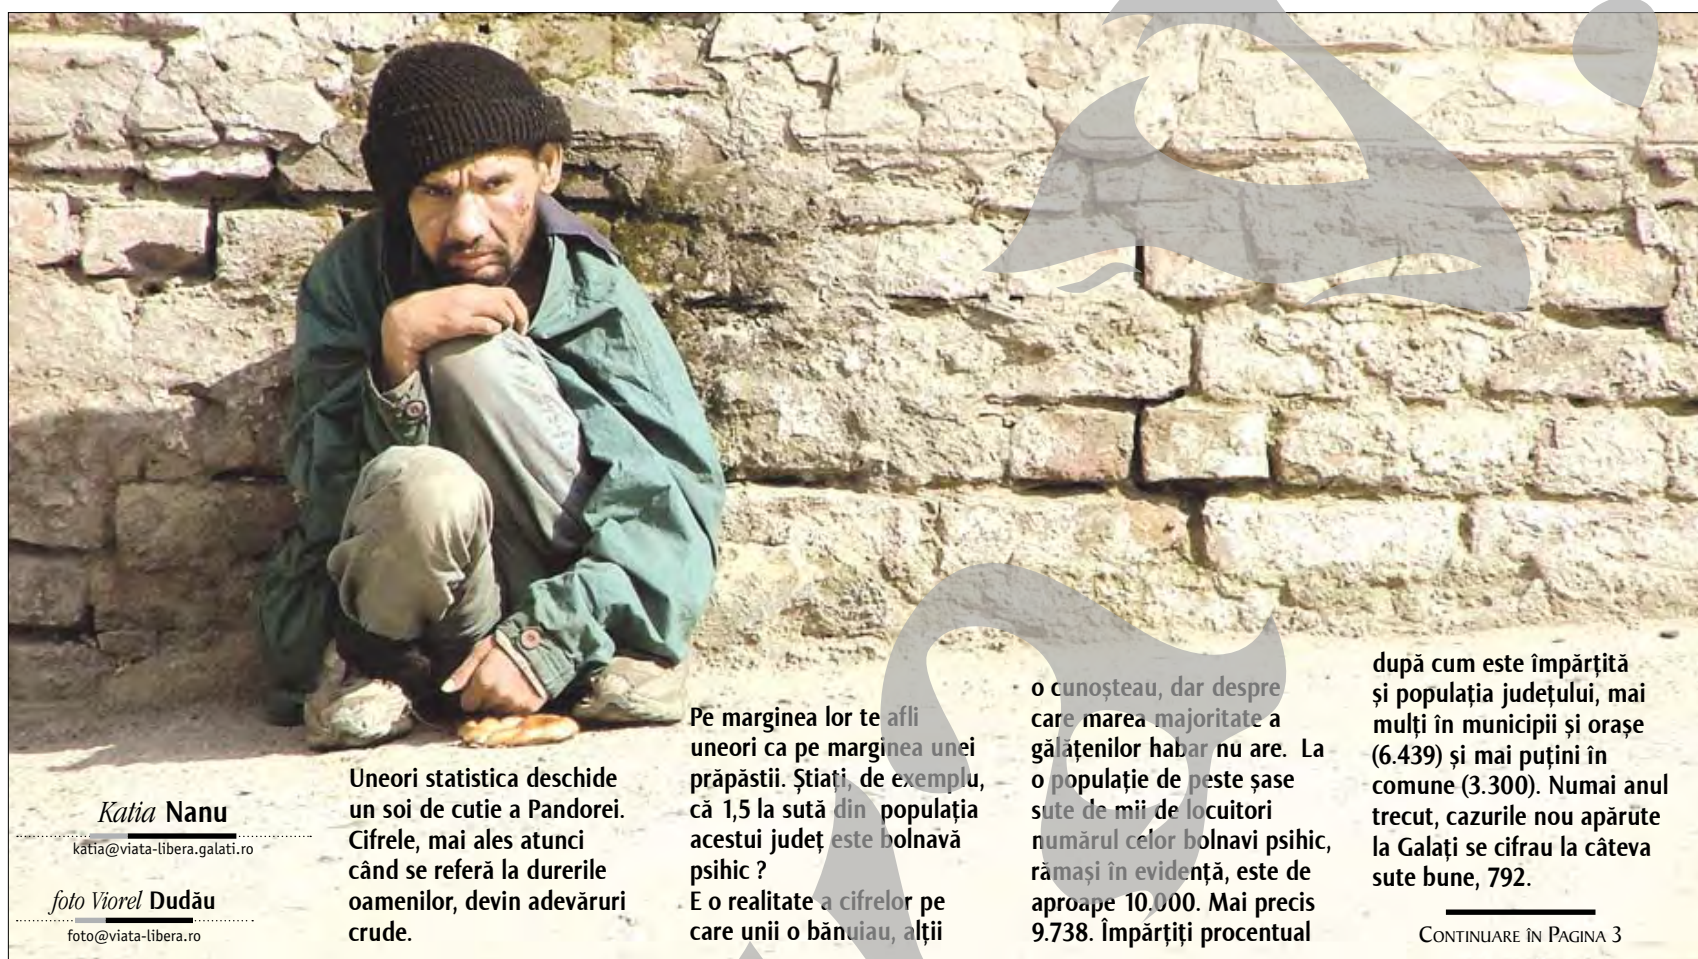 Katia Nanu
katia@viata-libera.galati.ro
foto Viorel Dudău
foto@viata-libera.ro
Uneori statistica deschide
un soi de cutie a Pandorei.
Cifrele, mai ales atunci
când se referă la durerile
oamenilor, devin adevăruri
crude.
Pe marginea lor te afli
uneori ca pe marginea unei
prăpăstii. Știați, de exemplu,
că 1,5 la sută din populația
acestui județ este bolnavă
psihic ?
E o realitate a cifrelor pe
care unii o bănuiau, alții
o cunoșteau, dar despre
care marea majoritate a
gălățenilor habar nu are. La
o populație de peste șase
sute de mii de locuitori
numărul celor bolnavi psihic,
rămași în evidență, este de
aproape 10.000. Mai precis
9.738. Împărțiți procentual
după cum este împărțită
și populația județului, mai
mulți în municipii și orașe
(6.439) și mai puțini în
comune (3.300). Numai anul
trecut, cazurile nou apărute
la Galați se cifrau la câteva
sute bune, 792.
CONTINUARE ÎN PAGINA 3